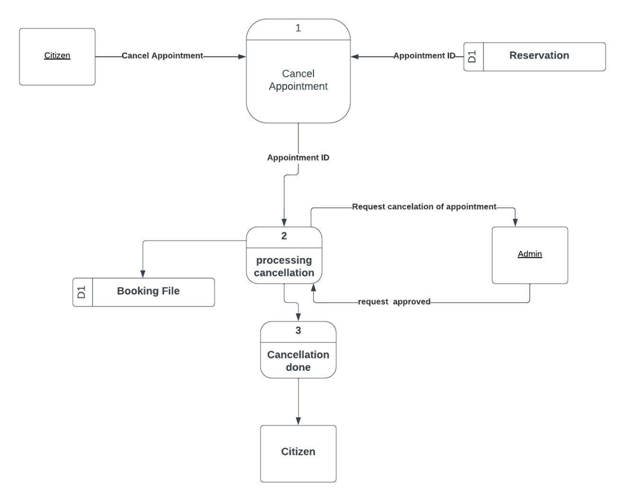 1
Citizen
Cancel Appointment
Appointment ID
D1
Reservation
Cancel
Appointment
Appointment ID
Request cancelation of appointment
2
processing
cancellation
Admin
D1
Booking File
request approved
3
Cancellation
done
Citizen